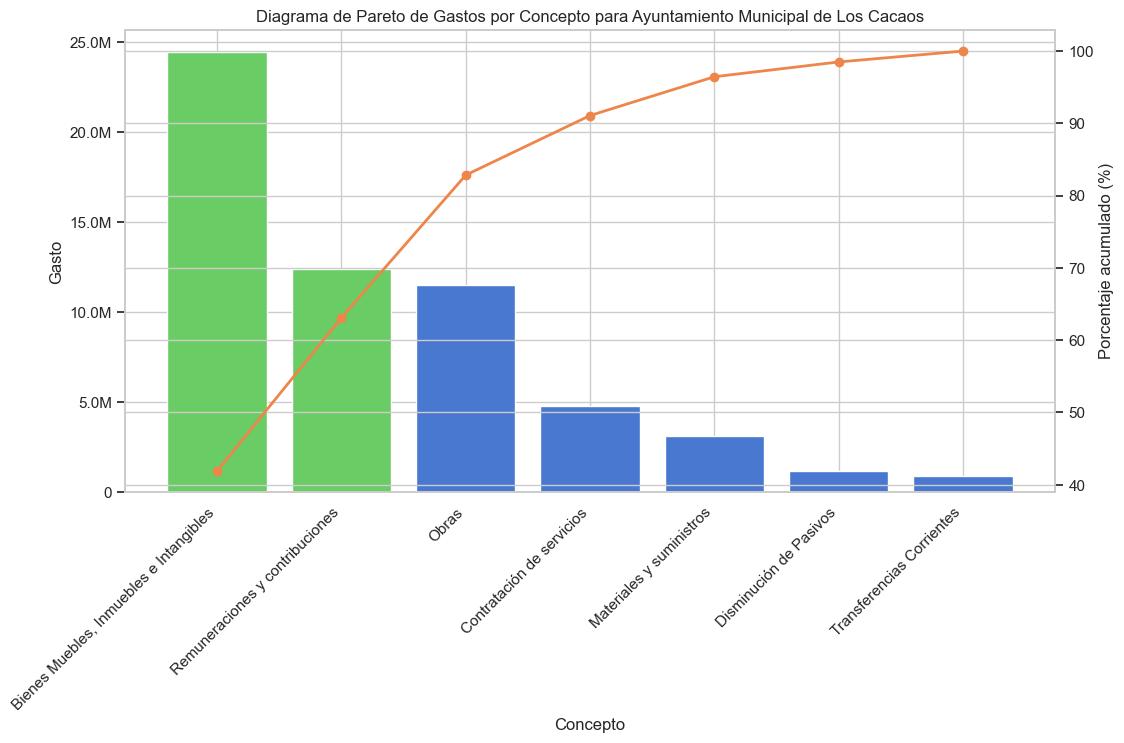 Diagrama de Pareto de Gastos por Concepto para Ayuntamiento Municipal de Los Cacaos
Gasto
25.0M
20.0M
15.0M
10.0M
5.0M
0
100
90
80
70
60
50
40
Porcentaje acumulado (%)
Bienes Muebles, Inmuebles e Intangibles
Remuneraciones y contribuciones
Obras
Contratación de servicios
Materiales y suministros
Disminución de Pasivos
Transferencias Corrientes
Concepto